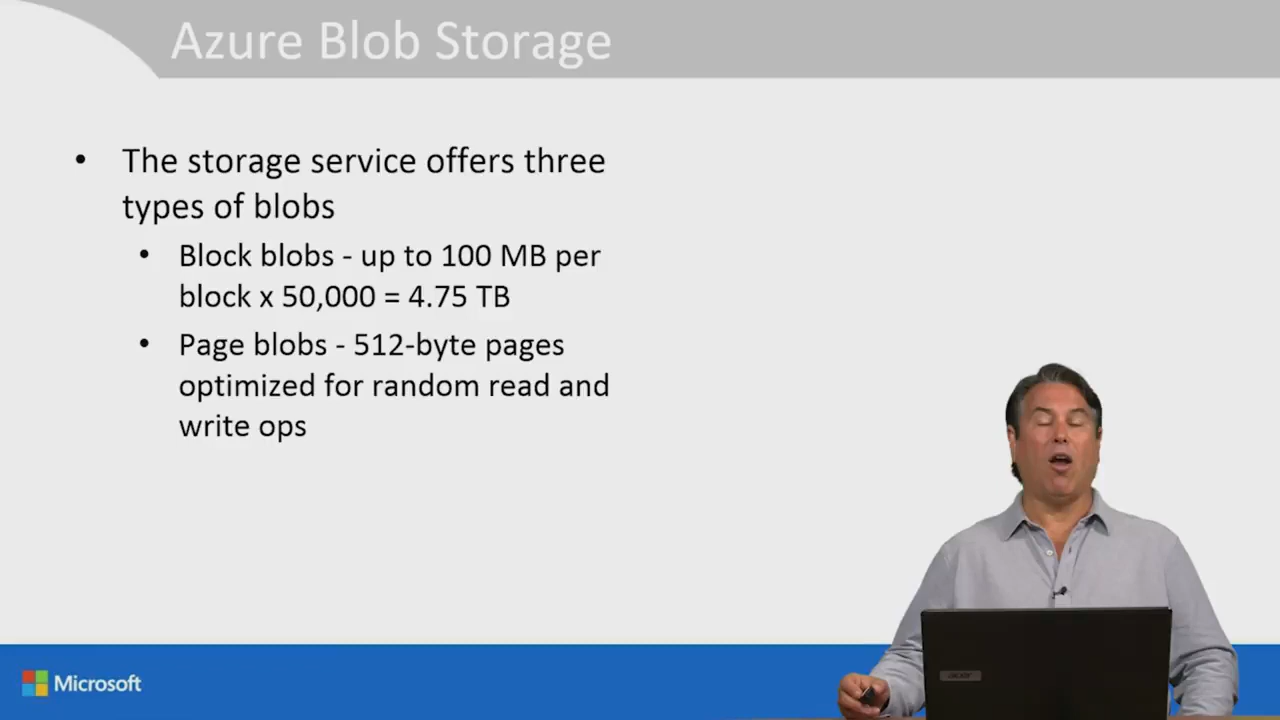 Azure Blob Storage
• The storage service offers three
types of blobs
• Block blobs - up to 100 MB per
block x 50,000 = 4.75 TB
• Page blobs - 512-byte pages
optimized for random read and
write ops
acer
Microsoft